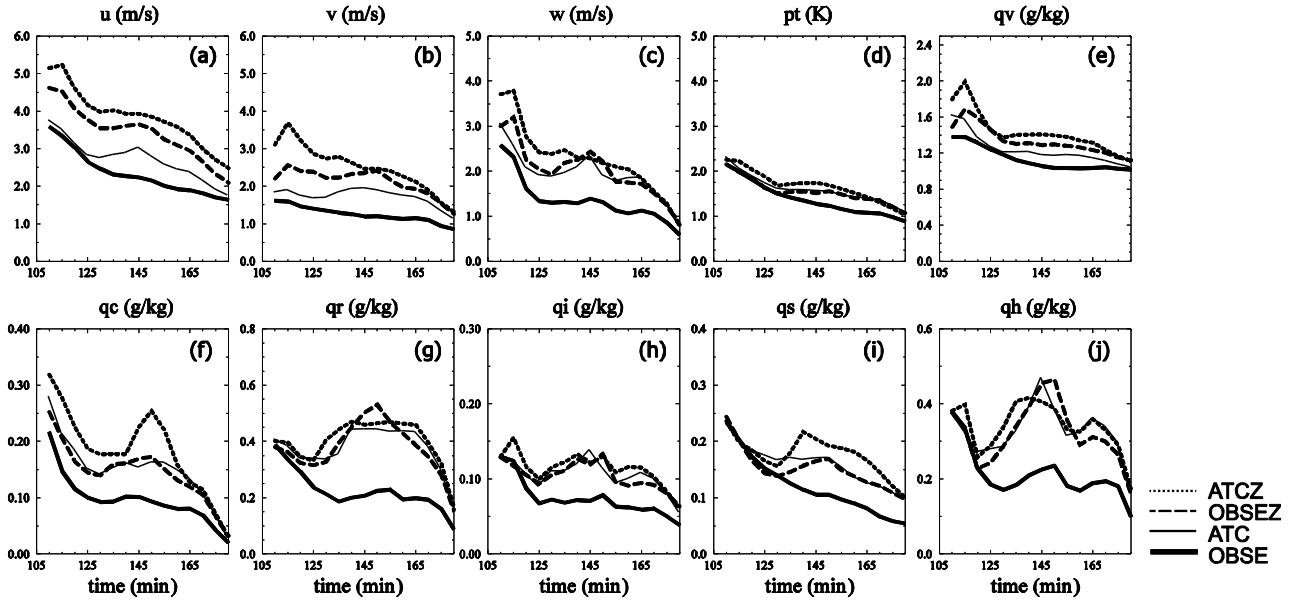 u (m/s) v (m/s) w (m/s) pt (K) qv (g/kg)
(a) (b) (c) (d) (e)
6.0 6.0 5.0 5.0 2.4
5.0 5.0 4.0 4.0 2.0
4.0 4.0 3.0 3.0 1.6
3.0 3.0 2.0 2.0 1.2
2.0 2.0 1.0 1.0 0.8
1.0 1.0 0.0 0.0 0.4
0.0 0.0 0.0
105 125 145 165 105 125 145 165 105 125 145 165 105 125 145 165 105 125 145 165
qc (g/kg) qr (g/kg) qi (g/kg) qs (g/kg) qh (g/kg)
(f) (g) (h) (i) (j)
0.40 0.8 0.30 0.4 0.6
0.30 0.6 0.20 0.3 0.4
0.20 0.4 0.10 0.2 0.2
0.10 0.2 0.00 0.1 0.0
0.00 0.0 0.0
105 125 145 165 105 125 145 165 105 125 145 165 105 125 145 165 105 125 145 165
time (min) time (min) time (min) time (min) time (min)
ATCZ
OBSEZ
ATC
OBSE